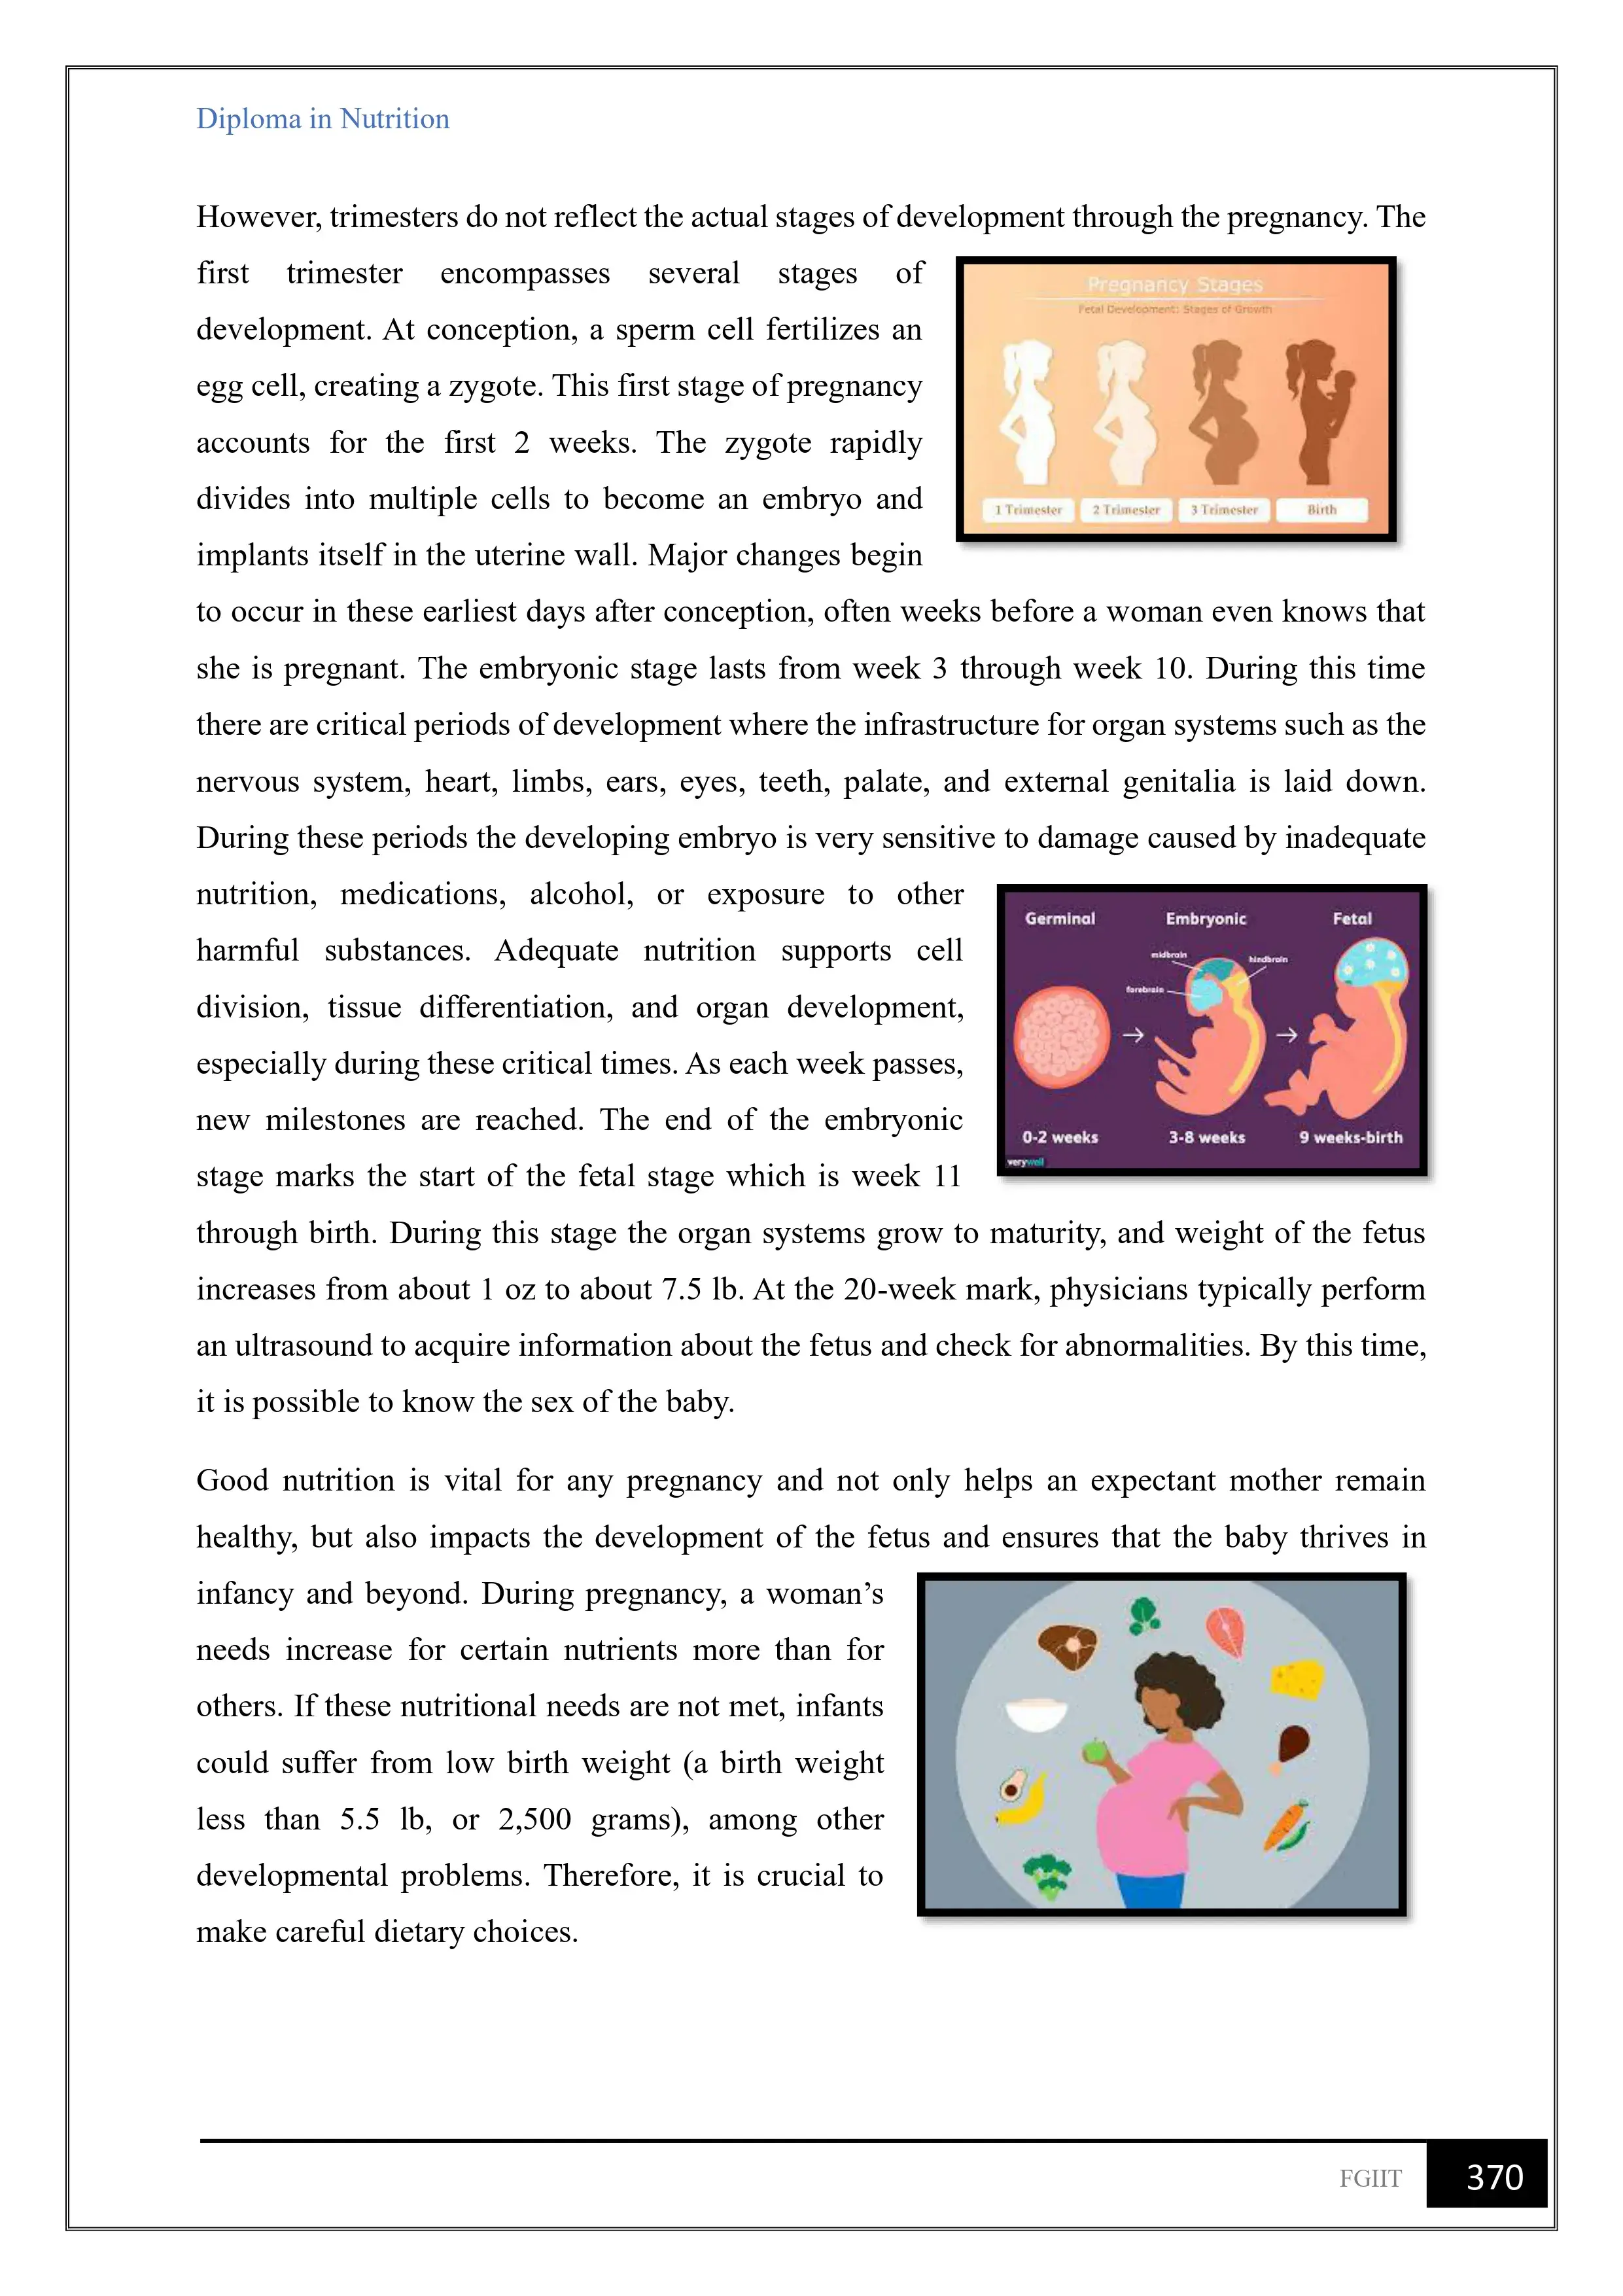 Diploma in Nutrition
However, trimesters do not reflect the actual stages of development through the pregnancy. The
first trimester encompasses several stages of
development. At conception, a sperm cell fertilizes an
egg cell, creating a zygote. This first stage of pregnancy
accounts for the first 2 weeks. The zygote rapidly
divides into multiple cells to become an embryo and
implants itself in the uterine wall. Major changes begin
Pregnancy Stages
Fetal Development: Stages of Growth
1 Trimester 2 Trimester 3 Trimester Birth
to occur in these earliest days after conception, often weeks before a woman even knows that
she is pregnant. The embryonic stage lasts from week 3 through week 10. During this time
there are critical periods of development where the infrastructure for organ systems such as the
nervous system, heart, limbs, ears, eyes, teeth, palate, and external genitalia is laid down.
During these periods the developing embryo is very sensitive to damage caused by inadequate
nutrition, medications, alcohol, or exposure to other
harmful substances. Adequate nutrition supports cell
division, tissue differentiation, and organ development,
especially during these critical times. As each week passes,
new milestones are reached. The end of the embryonic
stage marks the start of the fetal stage which is week 11
Germinal Embryonic Fetal
midbrain
hindbrain
forebrain
0-2 weeks 3-8 weeks 9 weeks-birth
verywell
through birth. During this stage the organ systems grow to maturity, and weight of the fetus
increases from about 1 oz to about 7.5 lb. At the 20-week mark, physicians typically perform
an ultrasound to acquire information about the fetus and check for abnormalities. By this time,
it is possible to know the sex of the baby.
Good nutrition is vital for any pregnancy and not only helps an expectant mother remain
healthy, but also impacts the development of the fetus and ensures that the baby thrives in
infancy and beyond. During pregnancy, a woman’s
needs increase for certain nutrients more than for
others. If these nutritional needs are not met, infants
could suffer from low birth weight (a birth weight
less than 5.5 lb, or 2,500 grams), among other
developmental problems. Therefore, it is crucial to
make careful dietary choices.
FGIIT 370